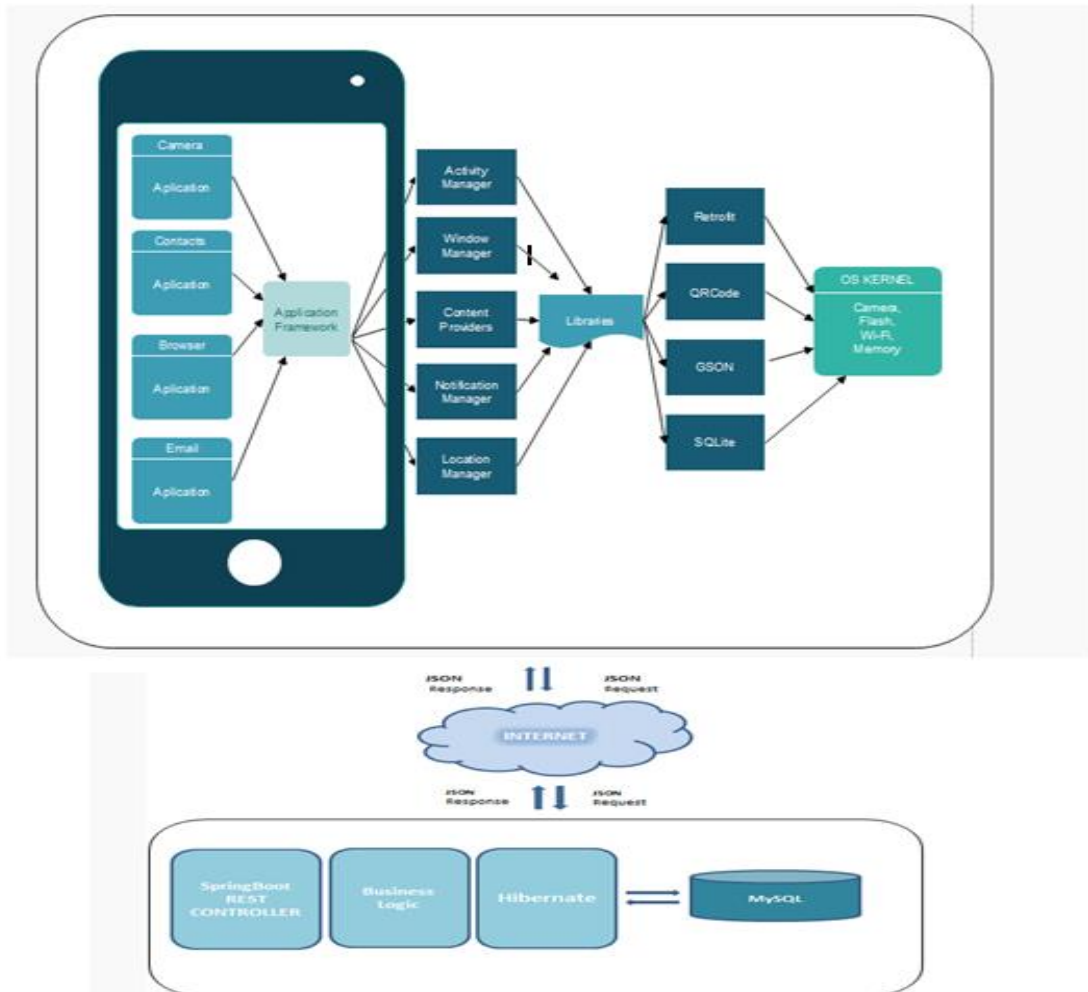 Camera
Aplication
Contacts
Aplication
Browser
Aplication
Email
Aplication
Application
Framework
Activity
Manager
Window
Manager
Content
Providers
Notification
Manager
Location
Manager
Libraries
Retrofit
QRCode
GSON
SQLite
OS KERNEL
Camera,
Flash,
Wi-Fi,
Memory
JSON
Response
JSON
Request
INTERNET
JSON
Response
JSON
Request
SpringBoot
REST
CONTROLLER
Business
Logic
Hibernate
MySQL